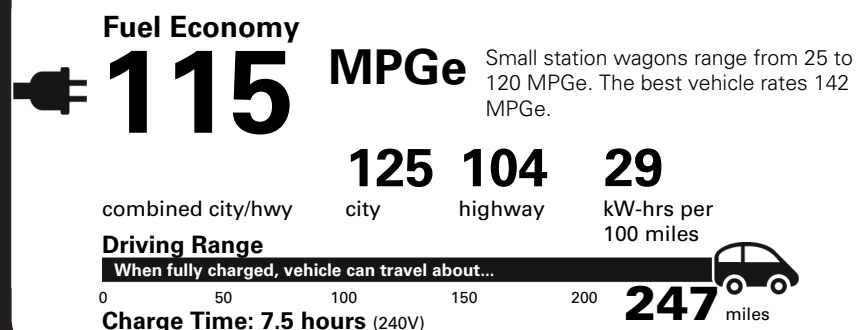 Fuel Economy
115 MPGe
Small station wagons range from 25 to
120 MPGe. The best vehicle rates 142
MPGe.
125 104 29
combined city/hwy city highway kW-hrs per
100 miles
Driving Range
When fully charged, vehicle can travel about...
0 50 100 150 200 247 miles
Charge Time: 7.5 hours (240V)